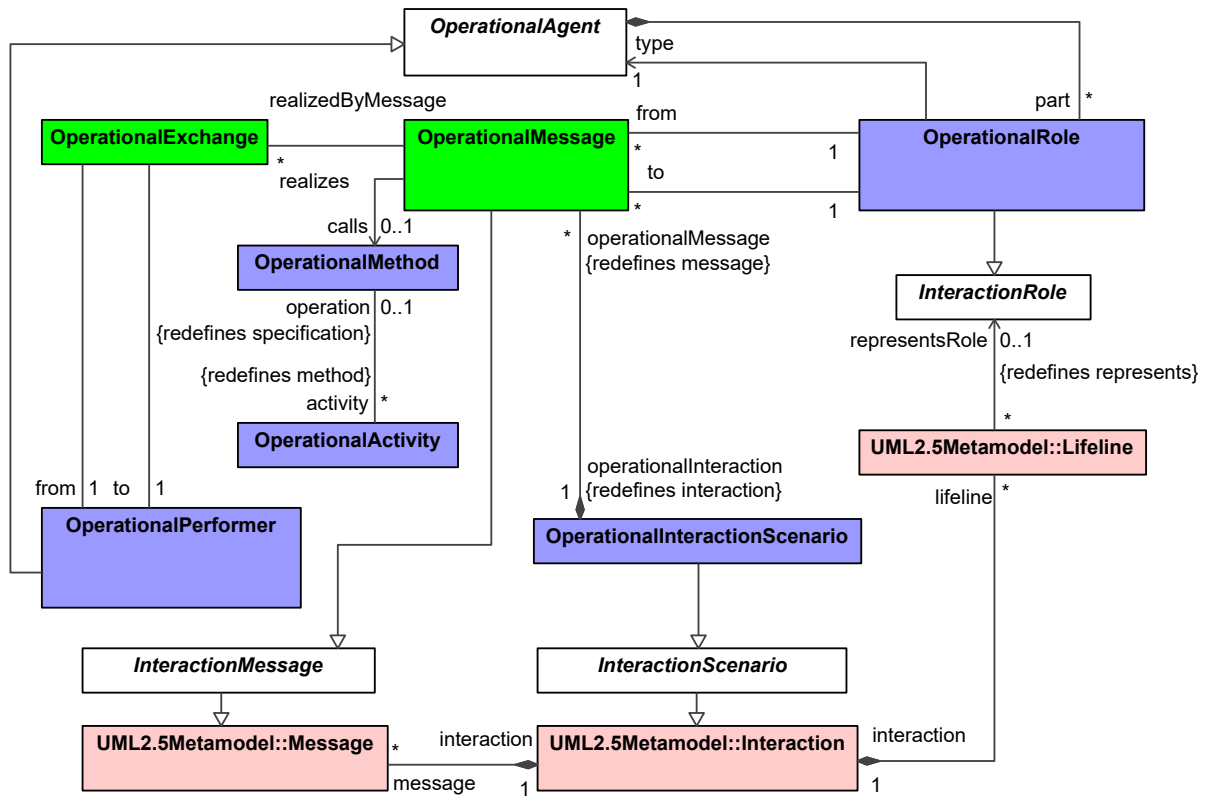 OperationalAgent
type
1
realizedByMessage
part
*
OperationalExchange
OperationalMessage
from
OperationalRole
*
*
1
realizes
to
calls
0..1
*
1
*
operationalMessage
{redefines message}
OperationalMethod
InteractionRole
operation
0..1
{redefines specification}
representsRole
0..1
{redefines method}
{redefines represents}
activity
*
*
OperationalActivity
UML2.5Metamodel::Lifeline
operationalInteraction
{redefines interaction}
1
from
1
to
1
lifeline
*
OperationalPerformer
OperationalInteractionScenario
InteractionMessage
InteractionScenario
UML2.5Metamodel::Message
*
interaction
UML2.5Metamodel::Interaction
interaction
message
1
1